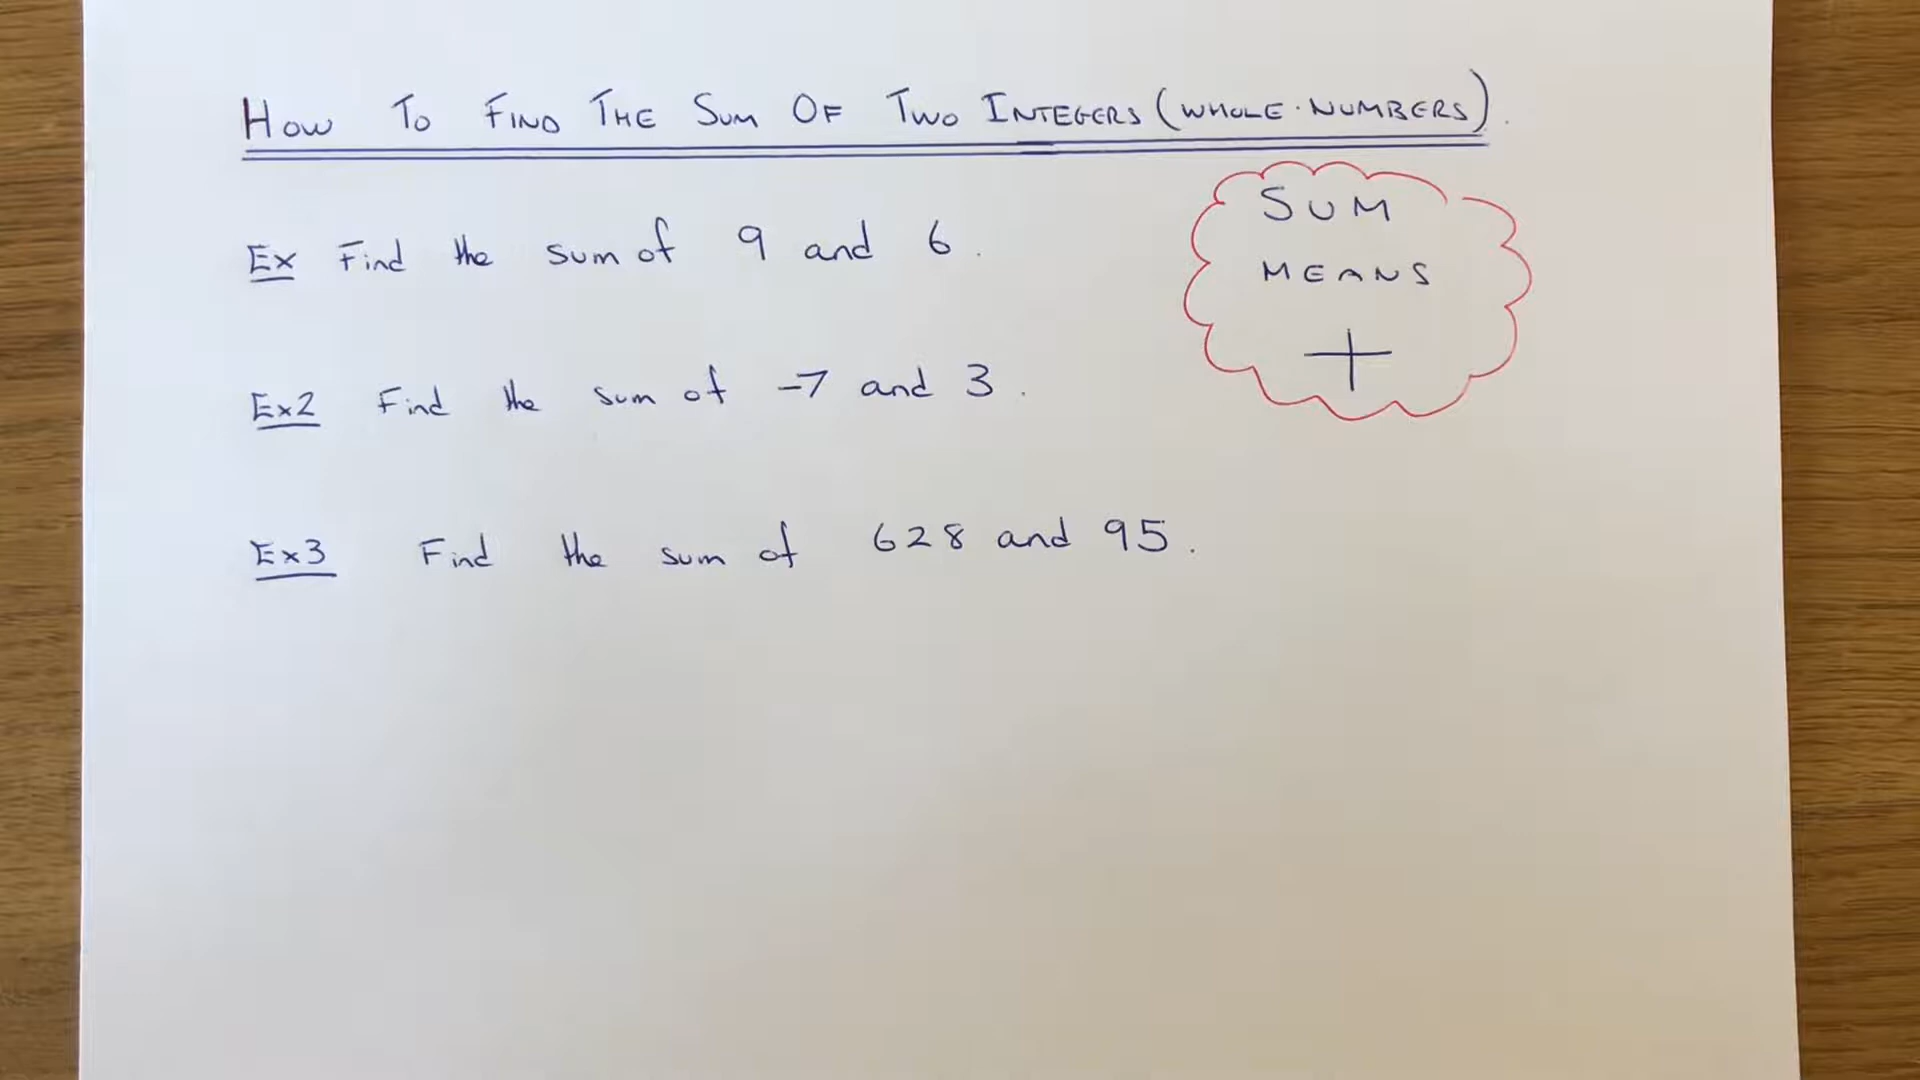 HOW TO FIND THE SUM OF TWO INTEGERS (WHOLE NUMBERS).
SUM
MEANS
+
Ex Find the sum of 9 and 6.
Ex2 Find the sum of -7 and 3.
Ex3 Find the sum of 628 and 95.